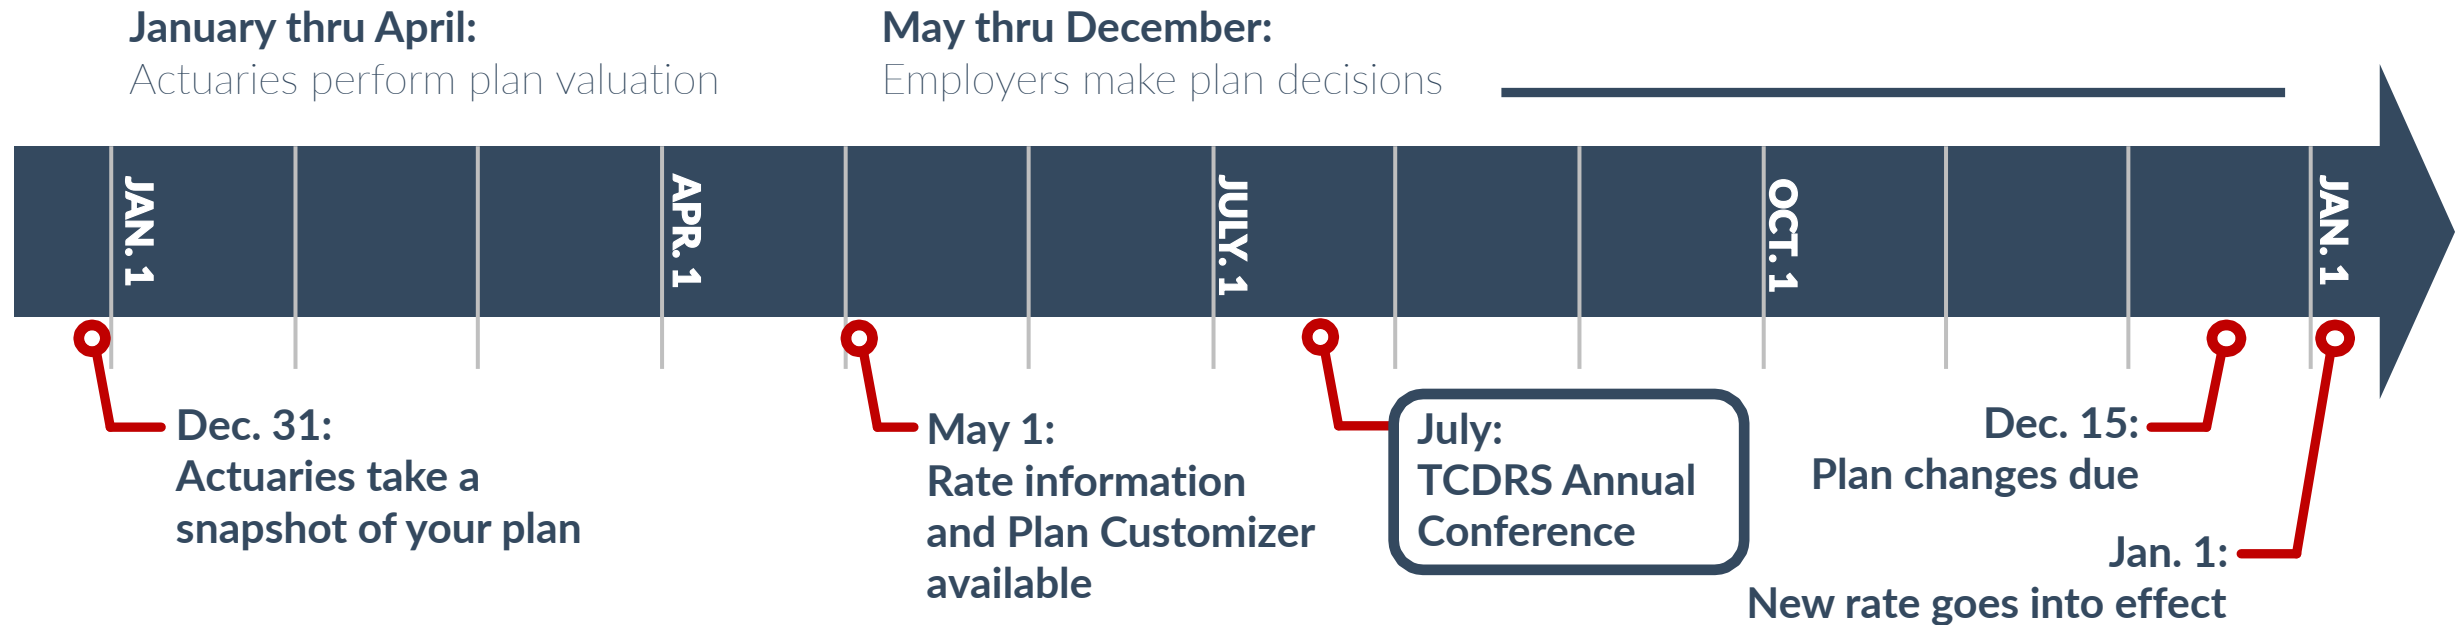 January thru April:
Actuaries perform plan valuation
May thru December:
Employers make plan decisions
JAN. 1
APR. 1
JULY. 1
OCT. 1
JAN. 1
Dec. 31:
Actuaries take a
snapshot of your plan
May 1:
Rate information
and Plan Customizer
available
July:
TCDRS Annual
Conference
Dec. 15:
Plan changes due
Jan. 1:
New rate goes into effect